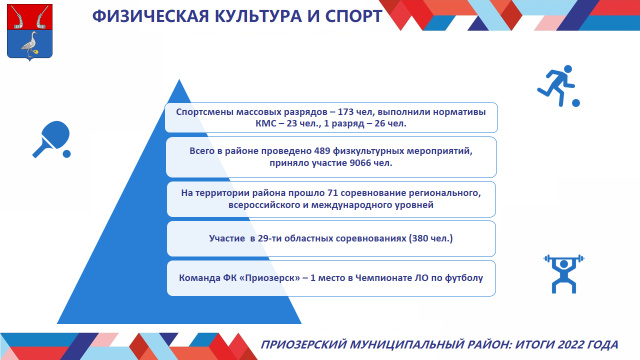 ФИЗИЧЕСКАЯ КУЛЬТУРА И СПОРТ
Спортсмены массовых разрядов – 173 чел, выполнили нормативы
КМС – 23 чел., 1 разряд – 26 чел.
Всего в районе проведено 489 физкультурных мероприятий,
приняло участие 9066 чел.
На территории района прошло 71 соревнование регионального,
всероссийского и международного уровней
Участие в 29-ти областных соревнованиях (380 чел.)
Команда ФК «Приозерск» – 1 место в Чемпионате ЛО по футболу
ПРИОЗЕРСКИЙ МУНИЦИПАЛЬНЫЙ РАЙОН: ИТОГИ 2022 ГОДА